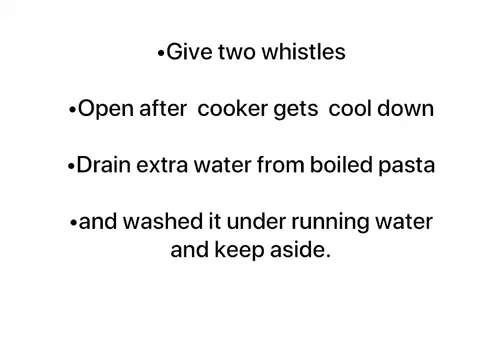 •Give two whistles
•Open after  cooker gets  cool down
•Drain extra water from boiled pasta
•and washed it under running water
and keep aside.